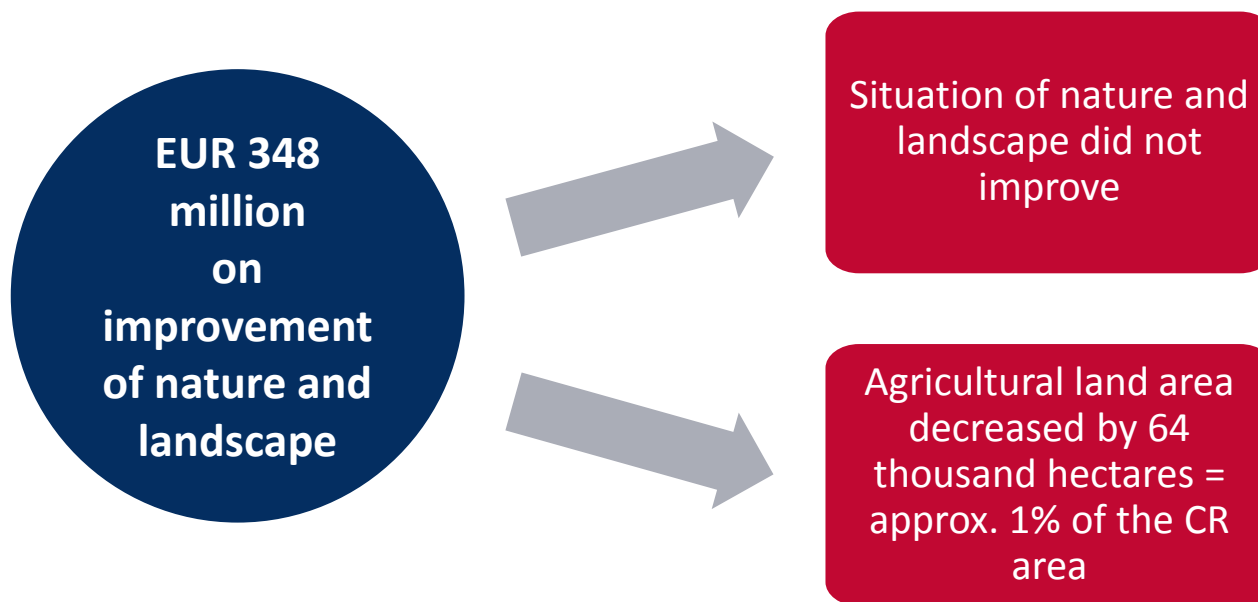 EUR 348
million
on
improvement
of nature and
landscape
Situation of nature and
landscape did not
improve
Agricultural land area
decreased by 64
thousand hectares =
approx. 1% of the CR
area